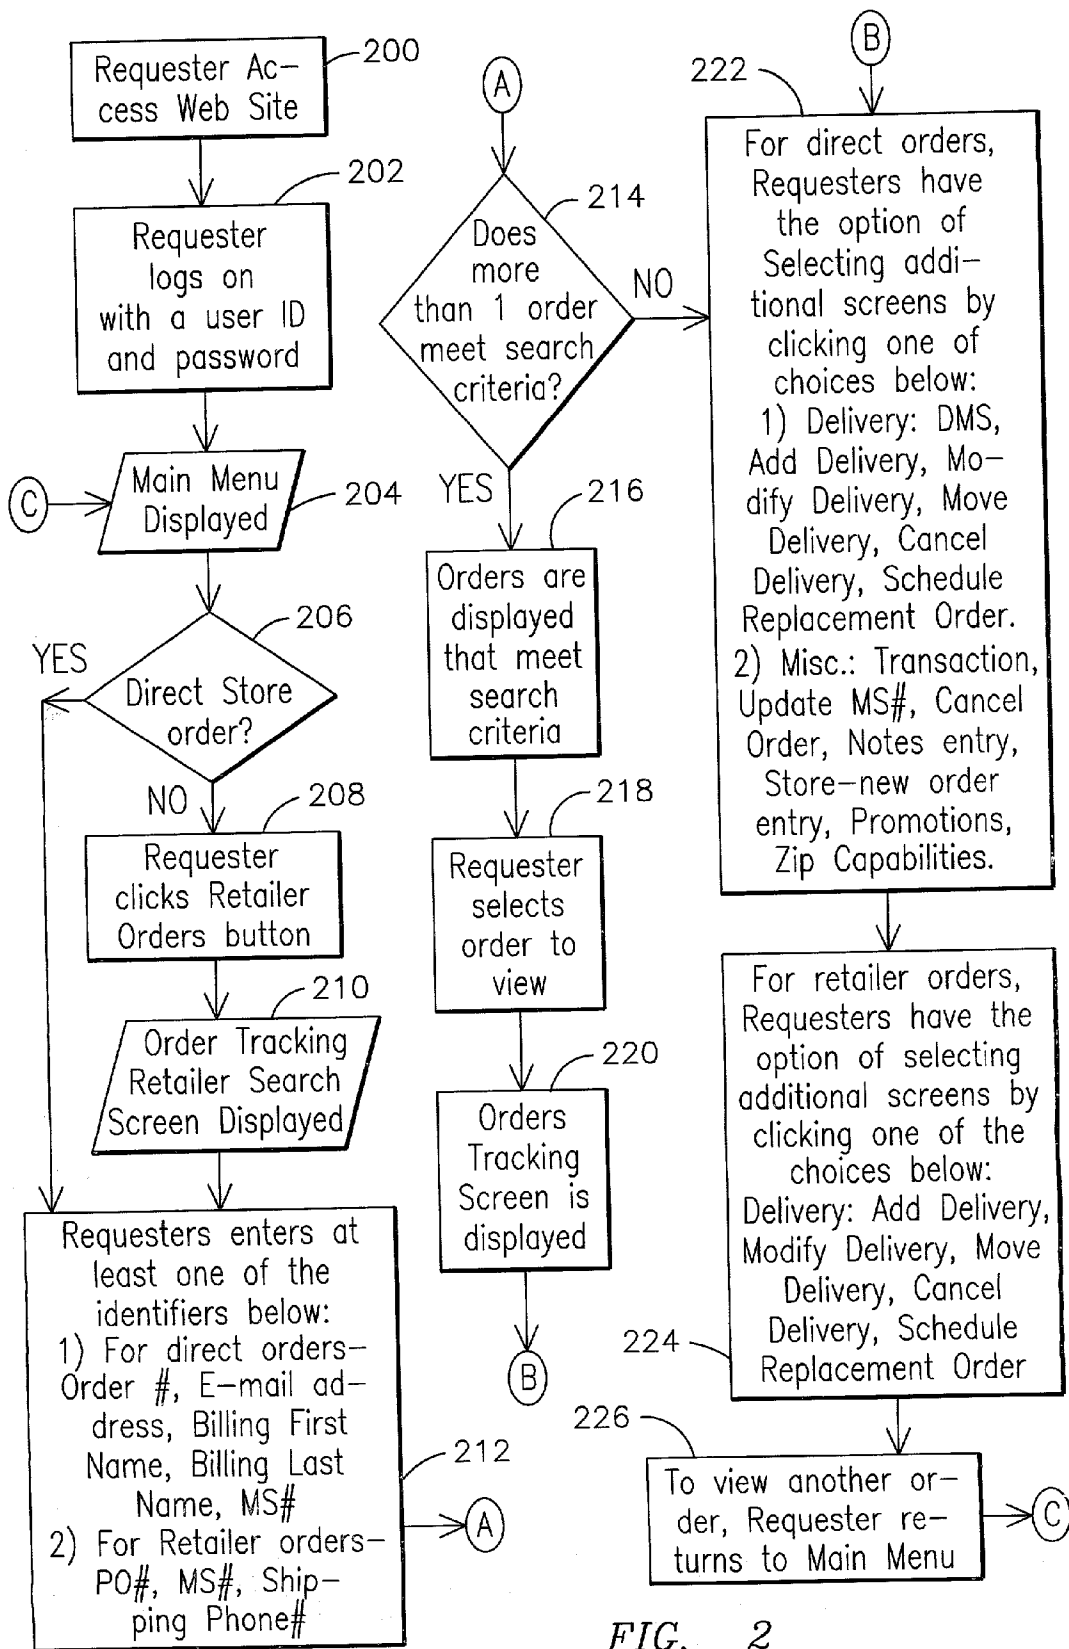 Requester Ac-
cess Web Site
200
Requester
logs on
with a user ID
and password
202
C
Main Menu
Displayed
204
Direct Store
order?
206
YES
NO
Requester
clicks Retailer
Orders button
208
Order Tracking
Retailer Search
Screen Displayed
210
Requesters enters at
least one of the
identifiers below:
1) For direct orders-
Order #, E-mail ad-
dress, Billing First
Name, Billing Last
Name, MS#
2) For Retailer orders-
PO#, MS#, Ship-
ping Phone#
212
A
A
Does
more
than 1 order
meet search
criteria?
214
NO
YES
Orders are
displayed
that meet
search
criteria
216
Requester
selects
order to
view
218
Orders
Tracking
Screen is
displayed
220
B
B
222
For direct orders,
Requesters have
the option of
Selecting addi-
tional screens by
clicking one of
choices below:
1) Delivery: DMS,
Add Delivery, Mo-
dify Delivery, Move
Delivery, Cancel
Delivery, Schedule
Replacement Order.
2) Misc.: Transaction,
Update MS#, Cancel
Order, Notes entry,
Store-new order
entry, Promotions,
Zip Capabilities.
For retailer orders,
Requesters have the
option of selecting
additional screens by
clicking one of the
choices below:
Delivery: Add Delivery,
Modify Delivery, Move
Delivery, Cancel
Delivery, Schedule
Replacement Order
224
226
To view another or-
der, Requester re-
turns to Main Menu
C
FIG. 2